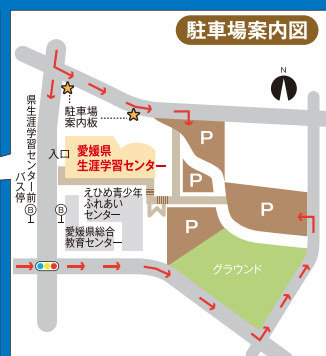 駐車場案内図
N
県生涯学習センター前
バス停
B
B
駐車場
案内板
入口
愛媛県
生涯学習センター
えひめ青少年
ふれあい
センター
愛媛県総合
教育センター
P
P
P
P
グラウンド